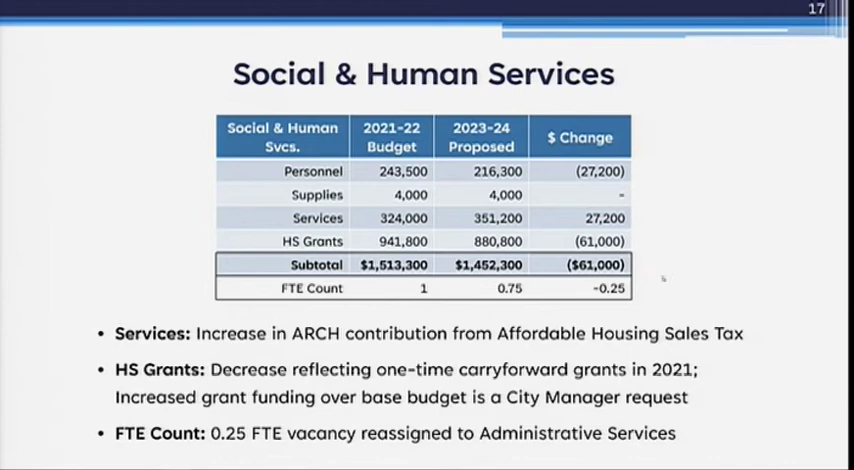 17
Social & Human Services
Social & Human Svcs. 2021-22 Budget 2023-24 Proposed $ Change
Personnel 243,500 216,300 (27,200)
Supplies 4,000 4,000 -
Services 324,000 351,200 27,200
HS Grants 941,800 880,800 (61,000)
Subtotal $1,513,300 $1,452,300 ($61,000)
FTE Count 1 0.75 -0.25
• Services: Increase in ARCH contribution from Affordable Housing Sales Tax
• HS Grants: Decrease reflecting one-time carryforward grants in 2021;
Increased grant funding over base budget is a City Manager request
• FTE Count: 0.25 FTE vacancy reassigned to Administrative Services